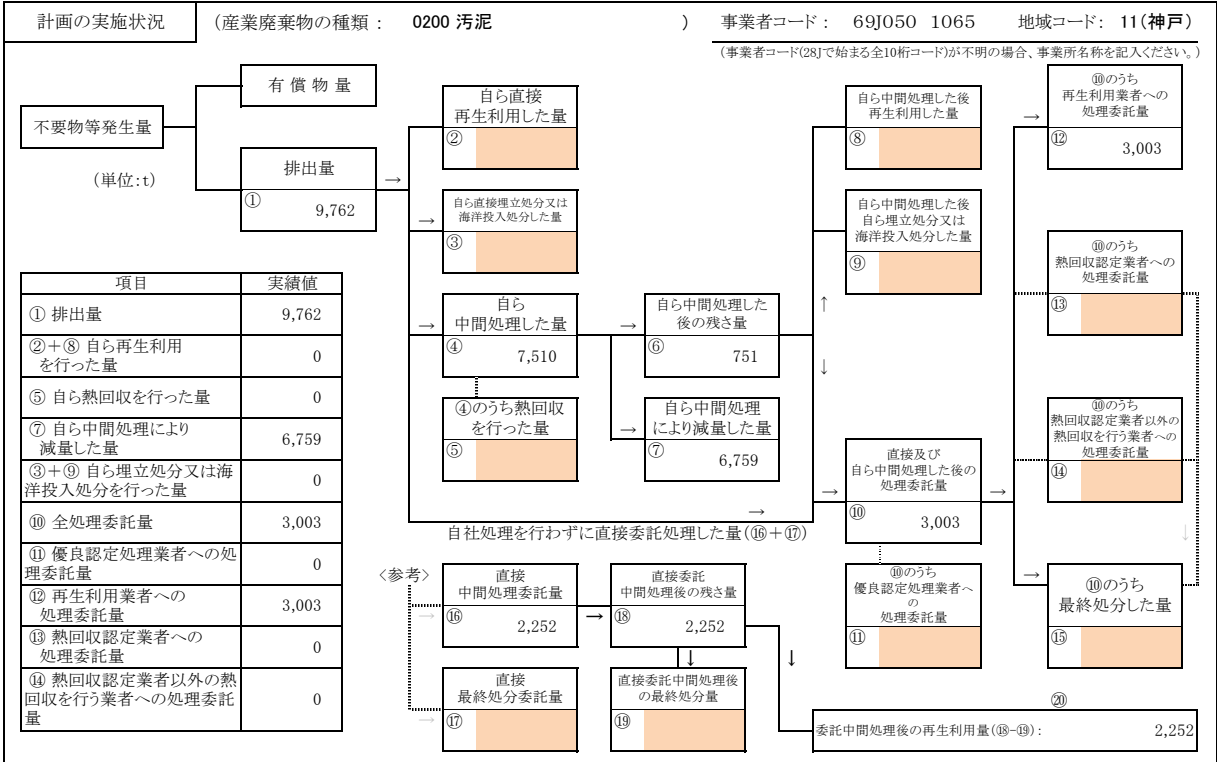 計画の実施状況
(産業廃棄物の種類： 0200 汚泥 )
事業者コード： 69J050 1065 地域コード： 11(神戸)
(事業者コード(28Jで始まる全10桁コード)が不明の場合、事業所名称を記入ください。)
不要物等発生量
(単位:t)
有償物量
排出量
① 9,762
→
自ら直接
再生利用した量
②
→
自ら直接埋立処分又は
海洋投入処分した量
③
→
自ら
中間処理した量
④ 7,510
④のうち熱回収
を行った量
⑤
→
自ら中間処理した
後の残さ量
⑥ 751
→
自ら中間処理
により減量した量
⑦ 6,759
自ら中間処理した後
再生利用した量
⑧
自ら中間処理した後
自ら埋立処分又は
海洋投入処分した量
⑨
↑
↓
→
自社処理を行わずに直接委託処理した量(⑯＋⑰)
→
直接及び
自ら中間処理した後の
処理委託量
⑩ 3,003
→
⑩のうち
優良認定処理業者へ
の
処理委託量
⑪
→
⑩のうち
再生利用業者への
処理委託量
⑫ 3,003
⑩のうち
熱回収認定業者への
処理委託量
⑬
⑩のうち
熱回収認定業者以外の
熱回収を行う業者への
処理委託量
⑭
↓
→
⑩のうち
最終処分した量
⑮
項目 実績値
① 排出量 9,762
②＋⑧ 自ら再生利用
を行った量 0
⑤ 自ら熱回収を行った量 0
⑦ 自ら中間処理により
減量した量 6,759
③＋⑨ 自ら埋立処分又は海
洋投入処分を行った量 0
⑩ 全処理委託量 3,003
⑪ 優良認定処理業者への処
理委託量 0
⑫ 再生利用業者への
処理委託量 3,003
⑬ 熱回収認定業者への
処理委託量 0
⑭ 熱回収認定業者以外の熱
回収を行う業者への処理委託
量 0
〈参考〉
→
直接
中間処理委託量
⑯ 2,252
→
直接委託
中間処理後の残さ量
⑱ 2,252
→
直接
最終処分委託量
⑰
↓
直接委託中間処理後
の最終処分量
⑲
↓
⑳
委託中間処理後の再生利用量(⑱-⑲)： 2,252